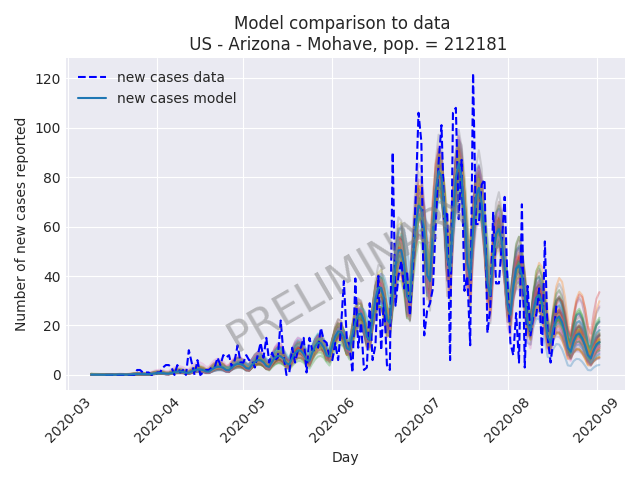 Model comparison to data
US - Arizona - Mohave, pop. = 212181
new cases data
new cases model
Number of new cases reported
120
100
80
60
40
20
0
PRELIMINARY
2020-03
2020-04
2020-05
2020-06
2020-07
2020-08
2020-09
Day